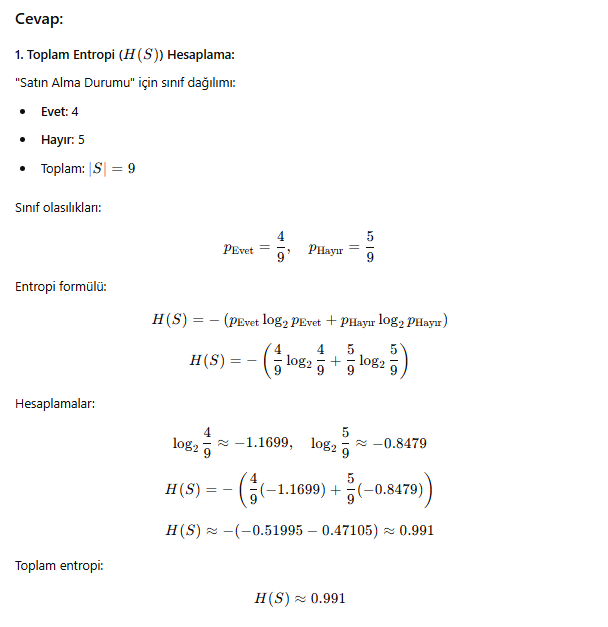 Cevap:
1. Toplam Entropi (H(S)) Hesaplama:
"Satın Alma Durumu" için sınıf dağılımı:
• Evet: 4
• Hayır: 5
• Toplam: |S| = 9
Sınıf olasılıkları:
p_Evet = 4/9, p_Hayır = 5/9
Entropi formülü:
H(S) = − (p_Evet log₂ p_Evet + p_Hayır log₂ p_Hayır)
H(S) = − (4/9 log₂ 4/9 + 5/9 log₂ 5/9)
Hesaplamalar:
log₂ 4/9 ≈ −1.1699, log₂ 5/9 ≈ −0.8479
H(S) = − (4/9(−1.1699) + 5/9(−0.8479))
H(S) ≈ −(−0.51995 − 0.47105) ≈ 0.991
Toplam entropi:
H(S) ≈ 0.991